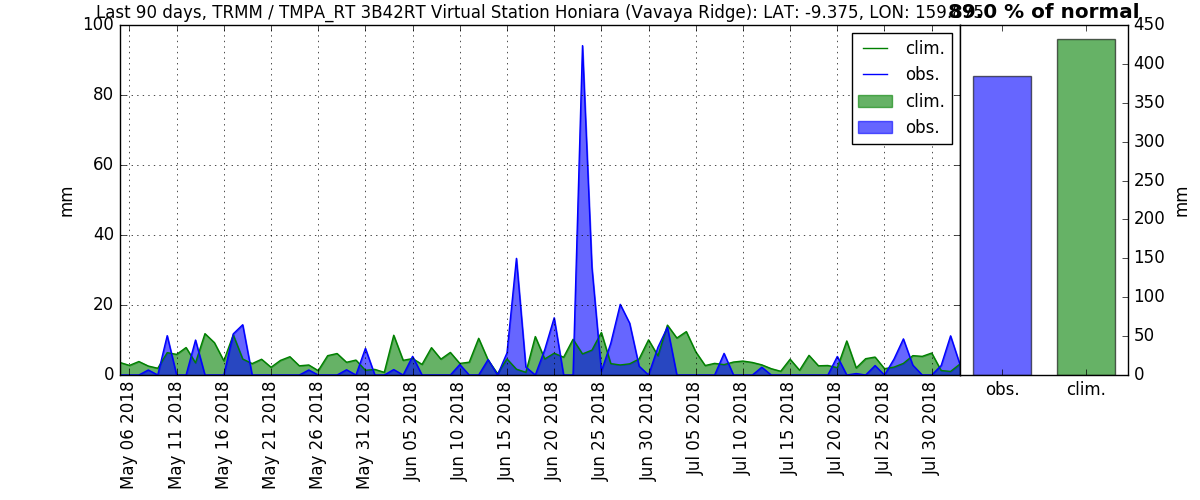 Last 90 days, TRMM / TMPA_RT 3B42RT Virtual Station Honiara (Vavaya Ridge): LAT: -9.375, LON: 159.875
89.0 % of normal
100
80
60
40
20
0
mm
clim.
obs.
clim.
obs.
450
400
350
300
250
200
150
100
50
0
mm
obs.
clim.
May 06 2018
May 11 2018
May 16 2018
May 21 2018
May 26 2018
May 31 2018
Jun 05 2018
Jun 10 2018
Jun 15 2018
Jun 20 2018
Jun 25 2018
Jun 30 2018
Jul 05 2018
Jul 10 2018
Jul 15 2018
Jul 20 2018
Jul 25 2018
Jul 30 2018